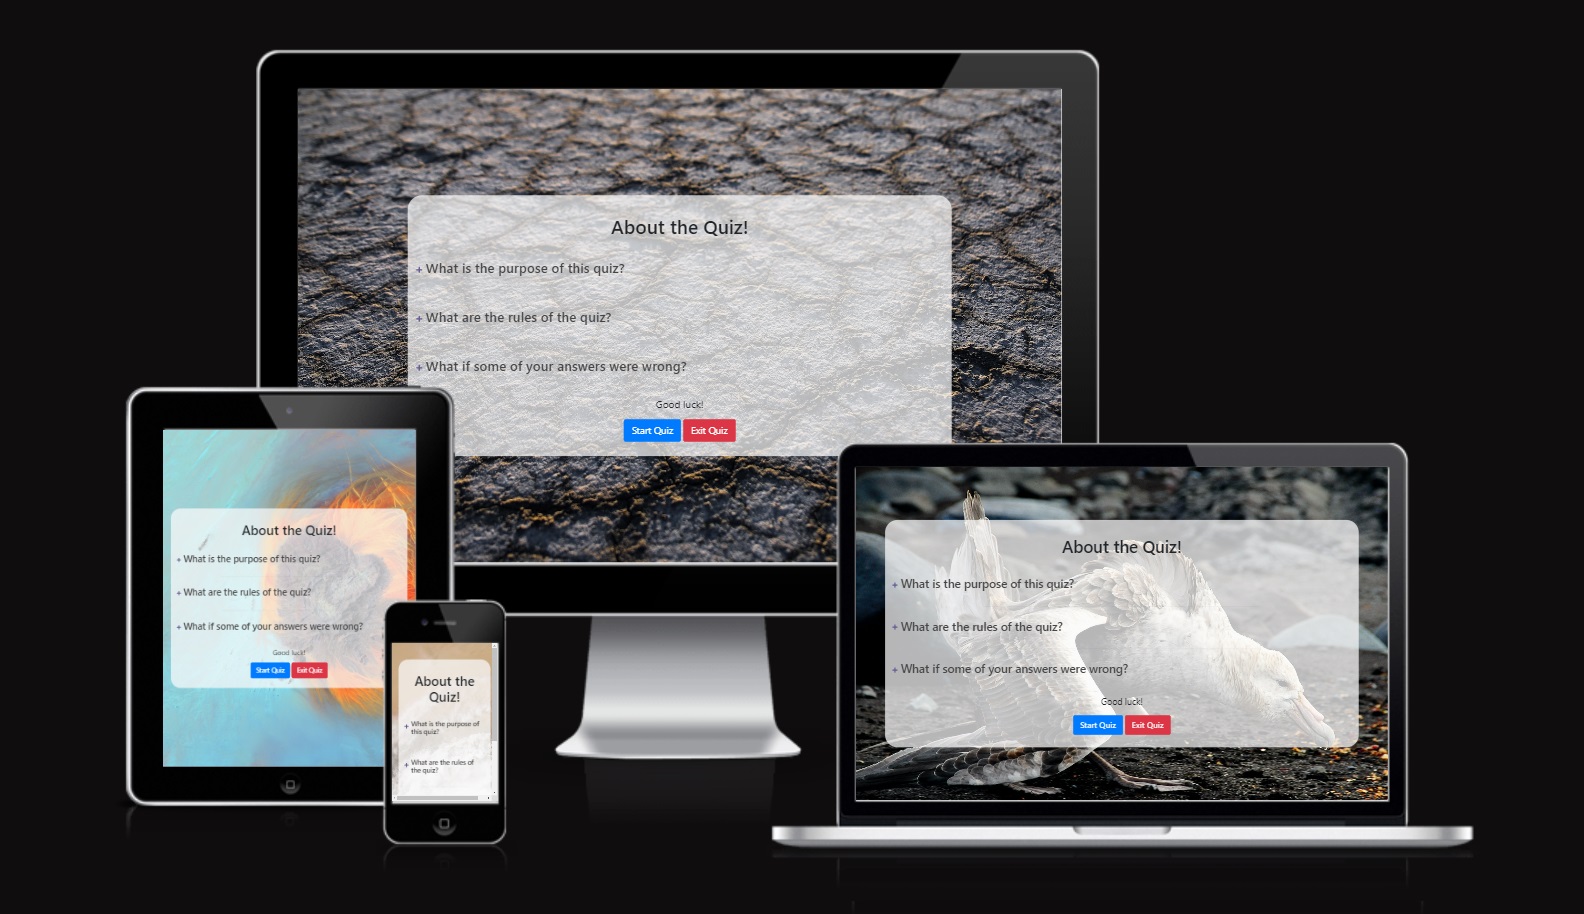 About the Quiz!
+ What is the purpose of this quiz?
+ What are the rules of the quiz?
+ What if some of your answers were wrong?
Good luck!
Start Quiz Exit Quiz
About the Quiz!
+ What is the purpose of this quiz?
+ What are the rules of the quiz?
+ What if some of your answers were wrong?
Good luck!
Start Quiz Exit Quiz
About the
Quiz!
+ What is the purpose of
this quiz?
+ What are the rules of
the quiz?
About the Quiz!
+ What is the purpose of this quiz?
+ What are the rules of the quiz?
+ What if some of your answers were wrong?
Good luck!
Start Quiz Exit Quiz